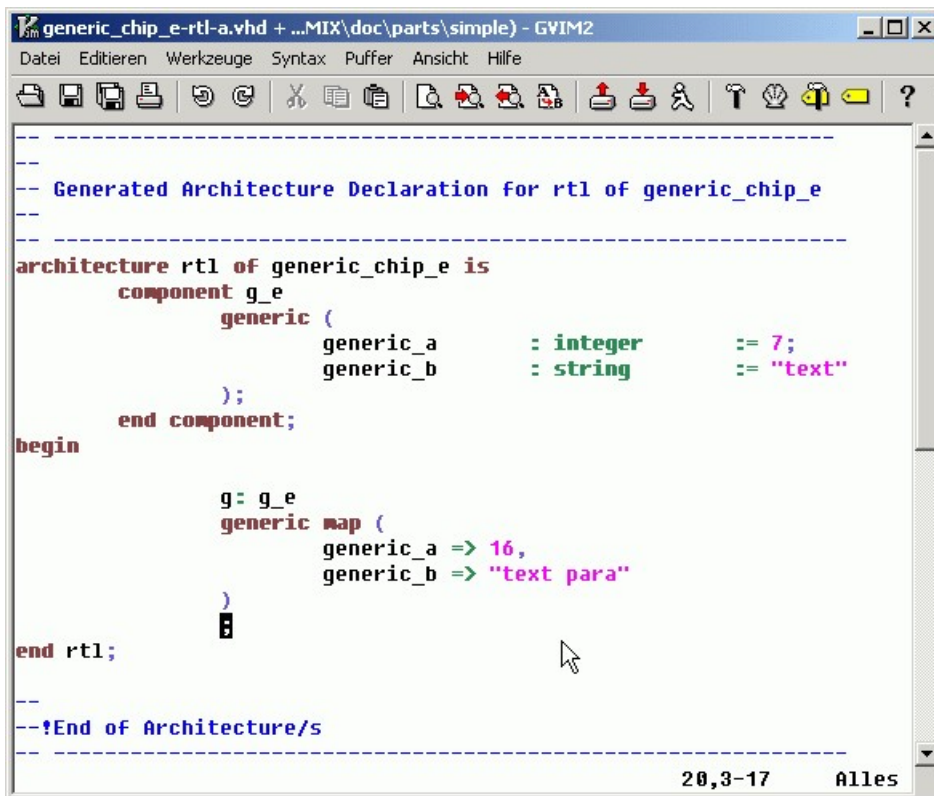 generic_chip_e-rtl-a.vhd + ...MIX\doc\parts\simple) - GVIM2
Datei Editieren Werkzeuge Syntax Puffer Ansicht Hilfe
-- ------------------------------------------------------------
--
-- Generated Architecture Declaration for rtl of generic_chip_e
--
-- -------------------------------------------------------------
architecture rtl of generic_chip_e is
component g_e
generic (
generic_a : integer := 7;
generic_b : string := "text"
);
end component;
begin
g: g_e
generic map (
generic_a => 16,
generic_b => "text para"
)
;
end rtl;
--
--!End of Architecture/s
-- -------------------------------------------------------------
20,3-17 Alles